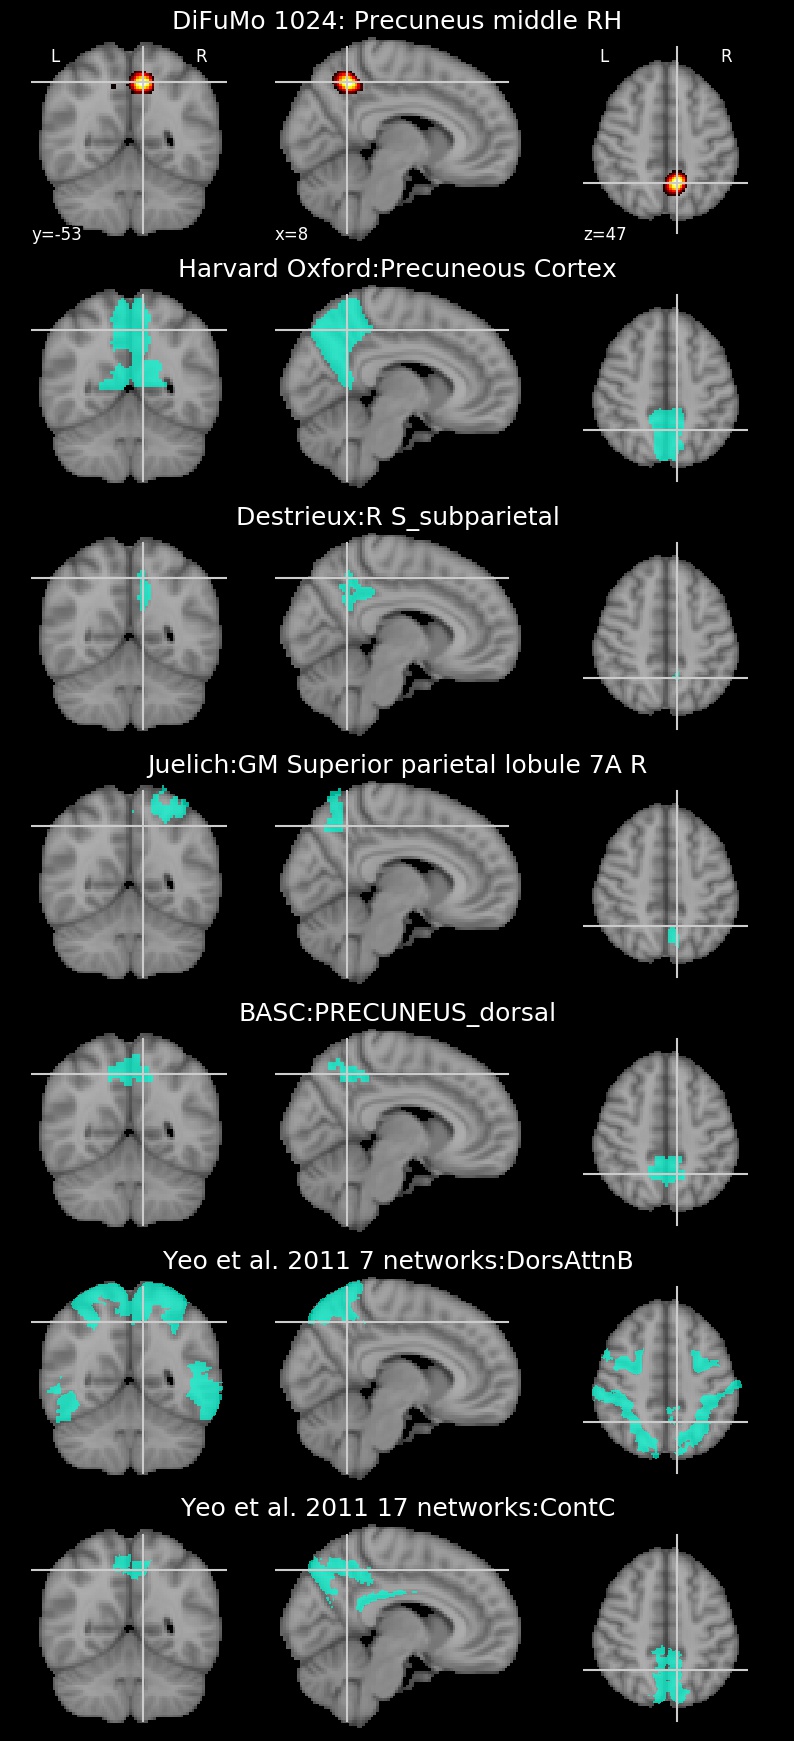 DiFuMo 1024: Precuneus middle RH
L R L R
y=-53 x=8 z=47
Harvard Oxford:Precuneous Cortex
Destrieux:R S_subparietal
Juelich:GM Superior parietal lobule 7A R
BASC:PRECUNEUS_dorsal
Yeo et al. 2011 7 networks:DorsAttnB
Yeo et al. 2011 17 networks:ContC